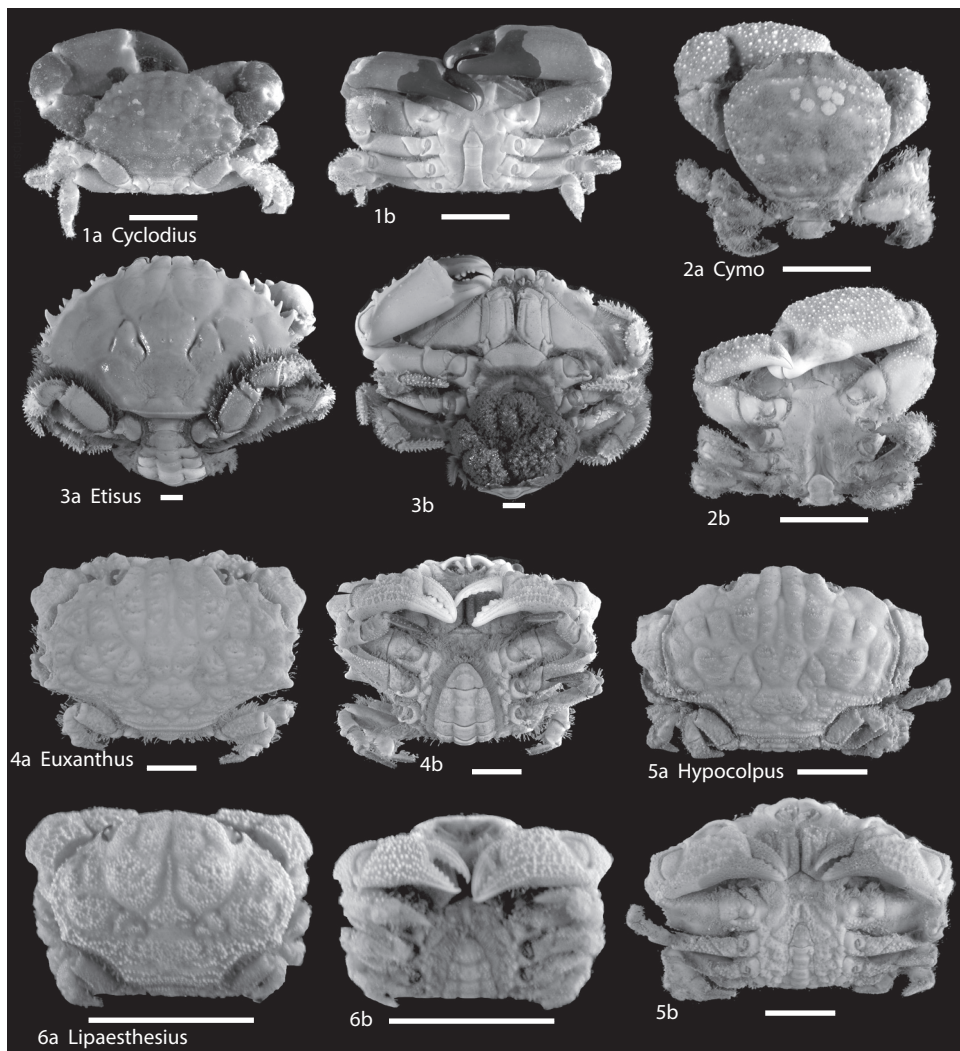 1a Cyclodius
1b
2a Cymo
3a Etisus
3b
2b
4a Euxanthus
4b
5a Hypocolpus
6a Lipaesthesius
6b
5b